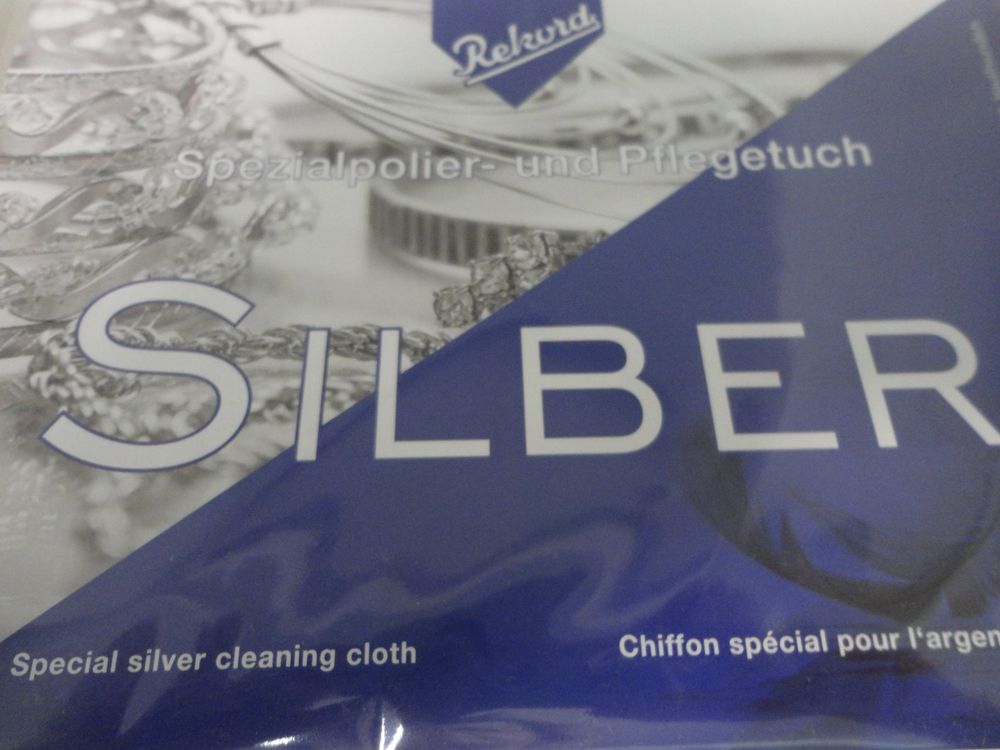 Rekord
Spezialpolier- und Pflegetuch
SILBER
Special silver cleaning cloth
Chiffon spécial pour l'argen